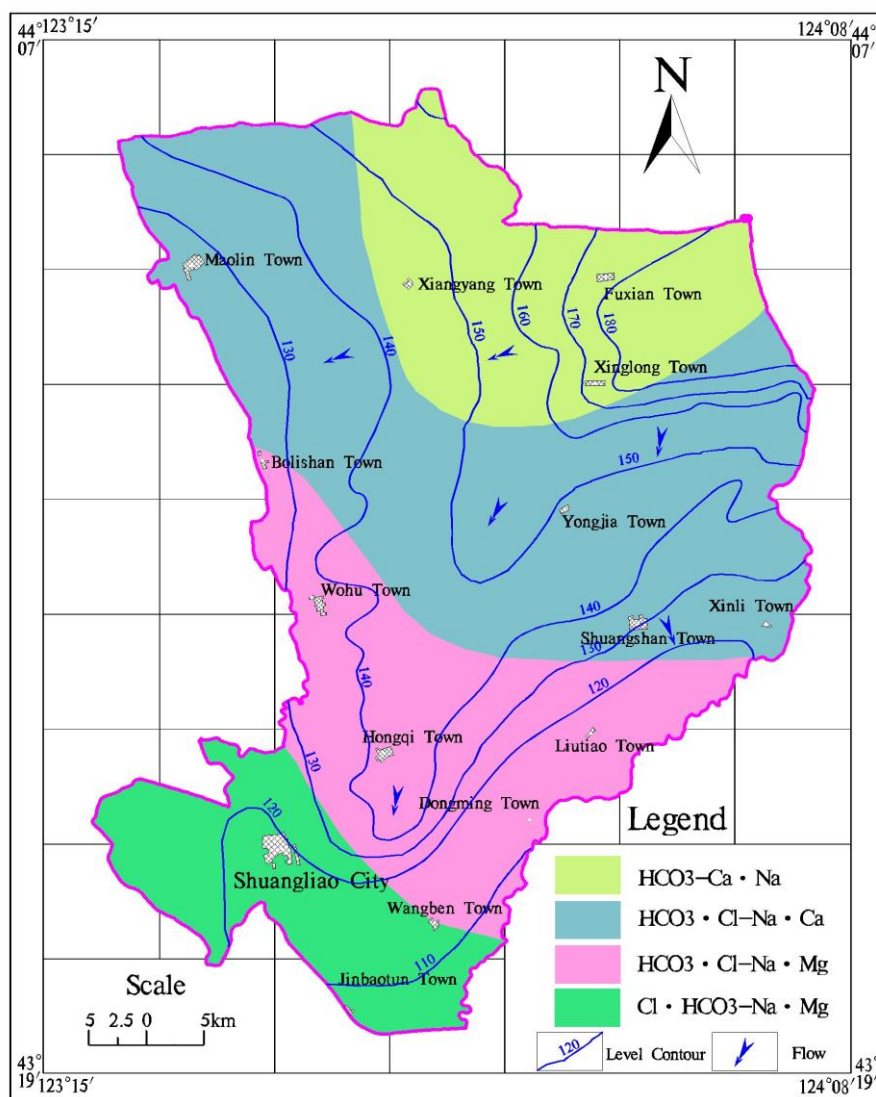 44° 123°15′ 124°08′ 44°
07′ 07′
N
Maolin Town
Xiangyang Town
Fuxian Town
160
170
180
150
140
130
Xinglong Town
Bolishan Town
150
Yongjia Town
Wohu Town
140
Xinli Town
Shuangshan Town
130
120
140
Hongqi Town
Liutiao Town
130
Dongming Town
120
Shuangliao City
Wangben Town
110
Jinbaotun Town
Legend
HCO3-Ca·Na
HCO3·Cl-Na·Ca
HCO3·Cl-Na·Mg
Cl·HCO3-Na·Mg
120 Level Contour Flow
Scale
5 2.5 0 5km
43° 43°
19′ 123°15′ 124°08′ 19′